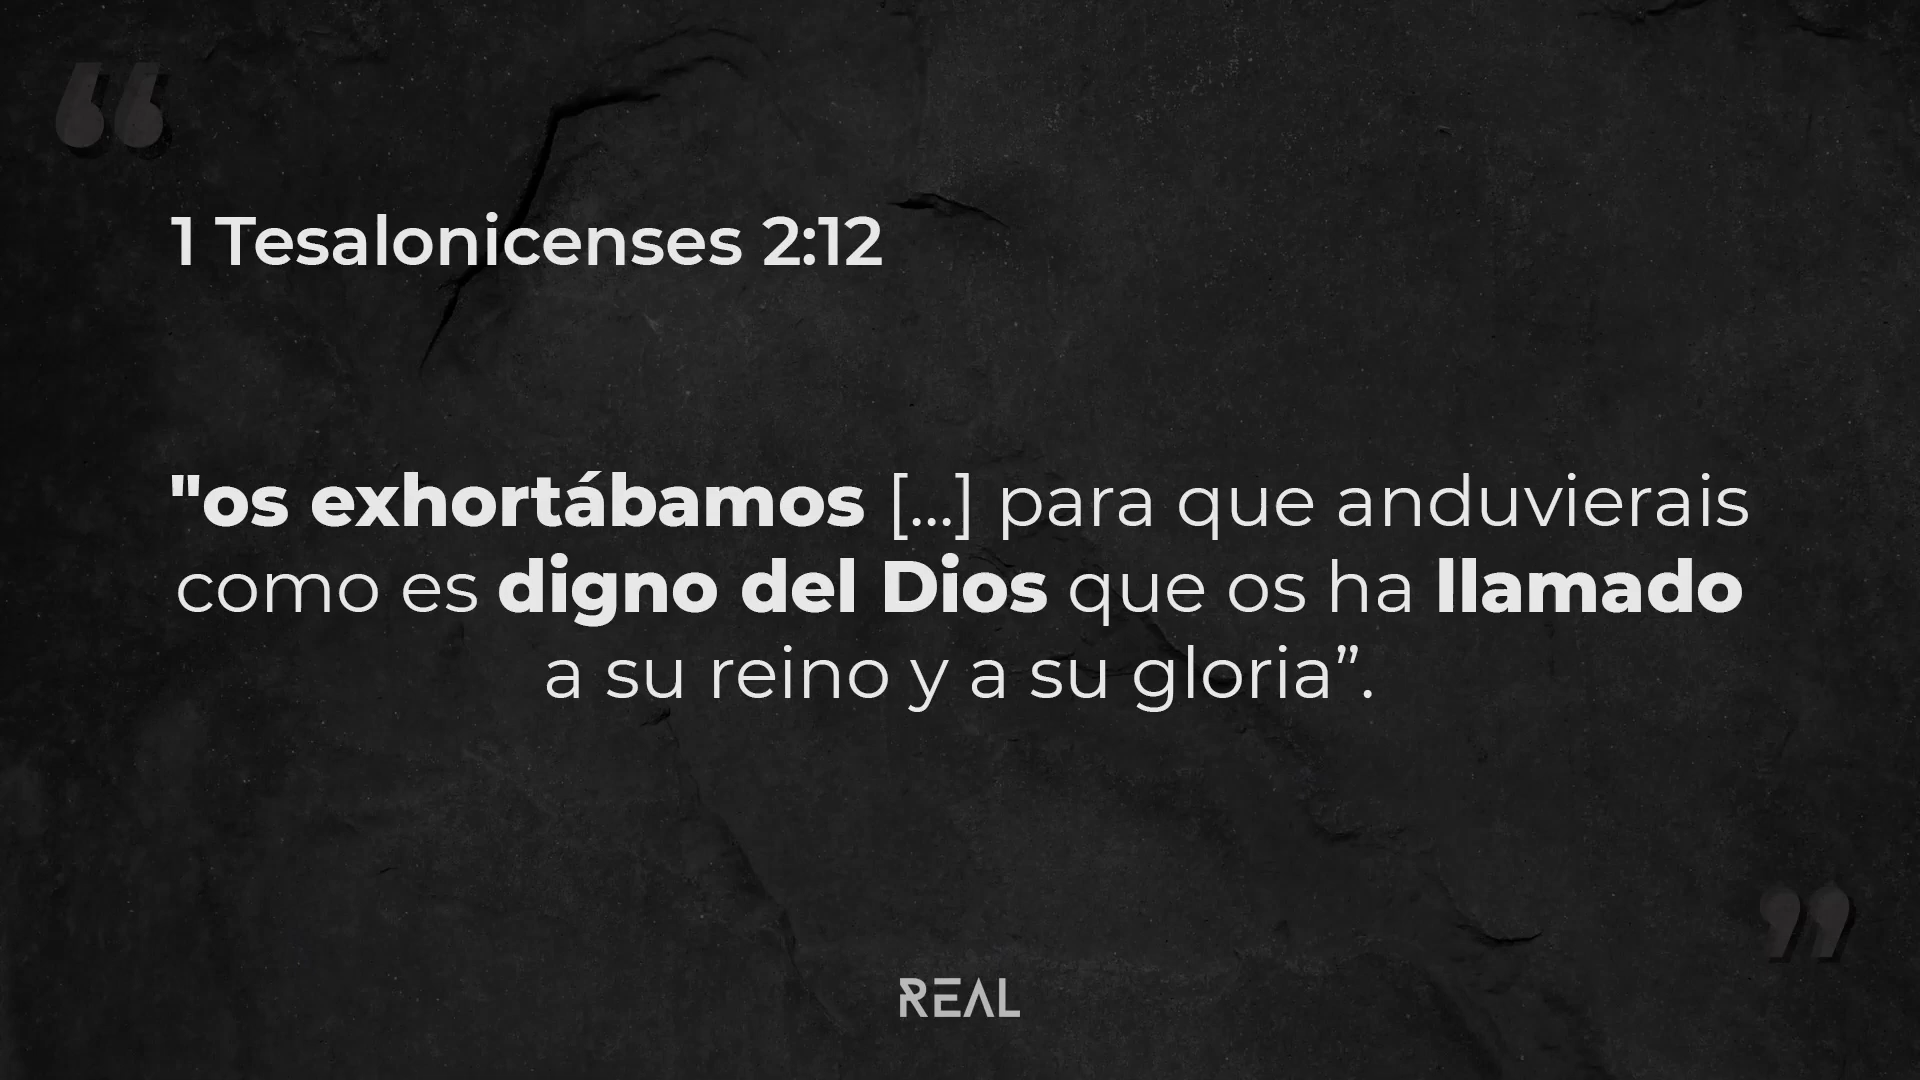 1 Tesalonicenses 2:12
"os exhortábamos [...] para que anduvierais
como es digno del Dios que os ha llamado
a su reino y a su gloria”.
REAL